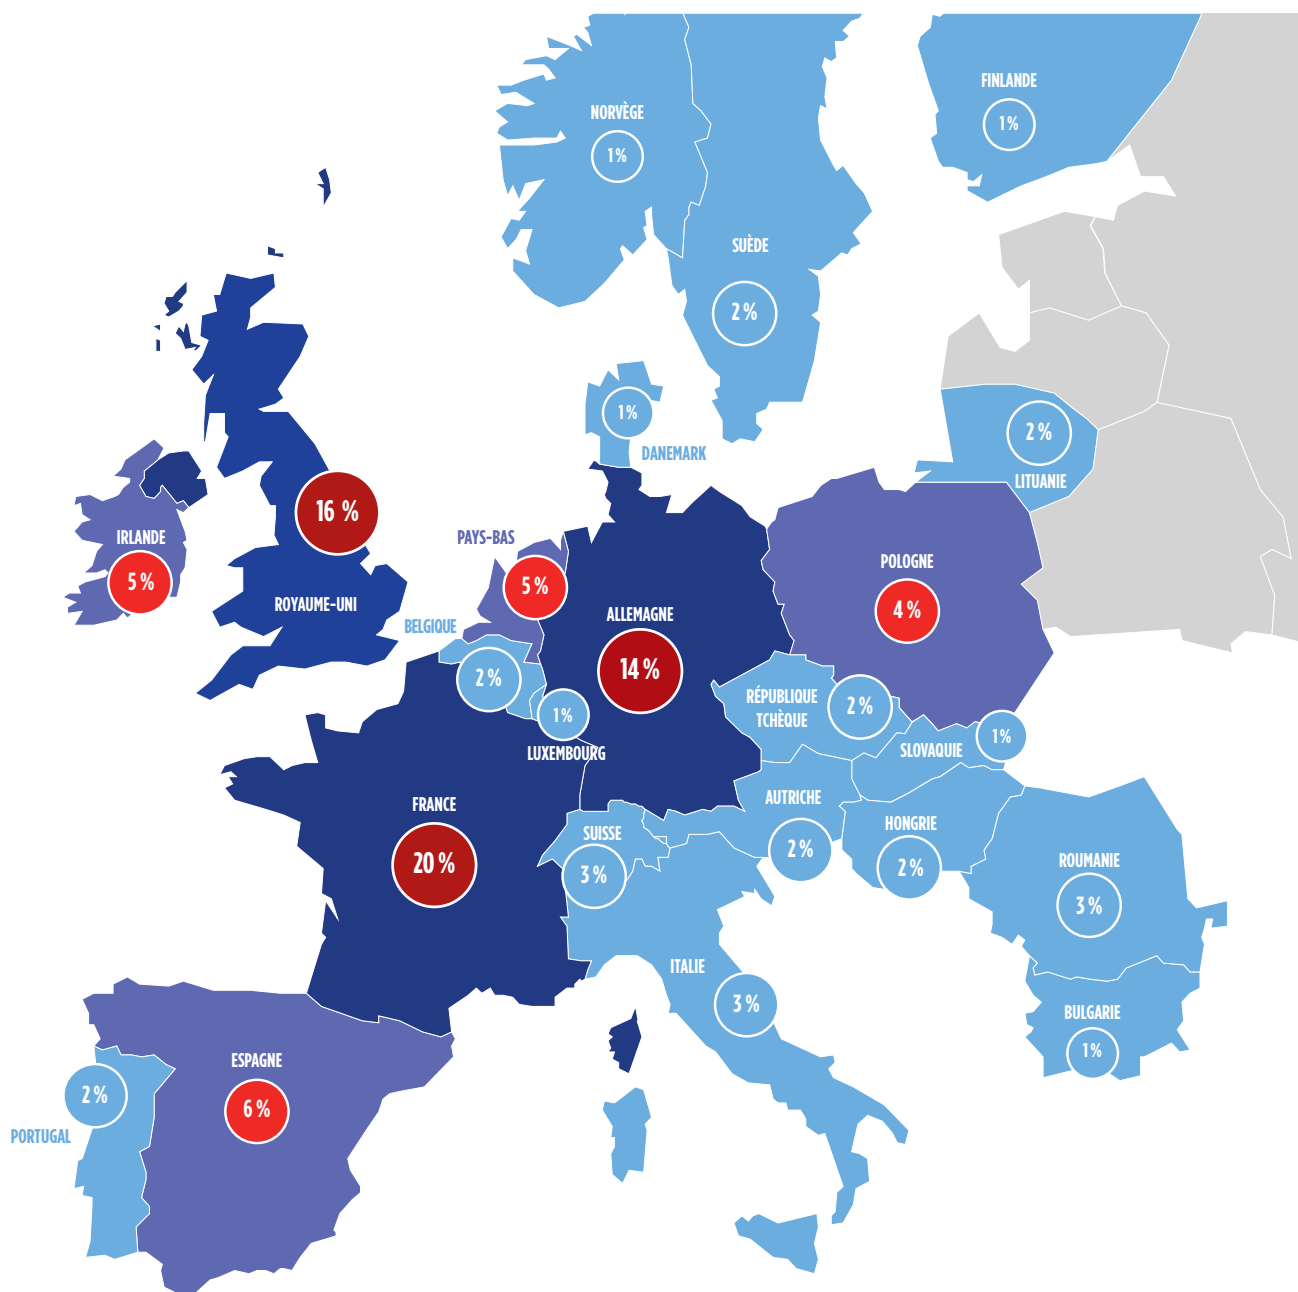 FINLANDE
1%
NORVÈGE
1%
SUÈDE
2%
1%
DANEMARK
2%
LITUANIE
16 %
IRLANDE
5%
ROYAUME-UNI
PAYS-BAS
5%
POLOGNE
4%
BELGIQUE
2%
ALLEMAGNE
14%
1%
LUXEMBOURG
RÉPUBLIQUE
TCHÈQUE
2%
SLOVAQUIE
1%
FRANCE
20%
AUTRICHE
2%
SUISSE
3%
HONGRIE
2%
ROUMANIE
3%
ITALIE
3%
BULGARIE
1%
ESPAGNE
6%
2%
PORTUGAL